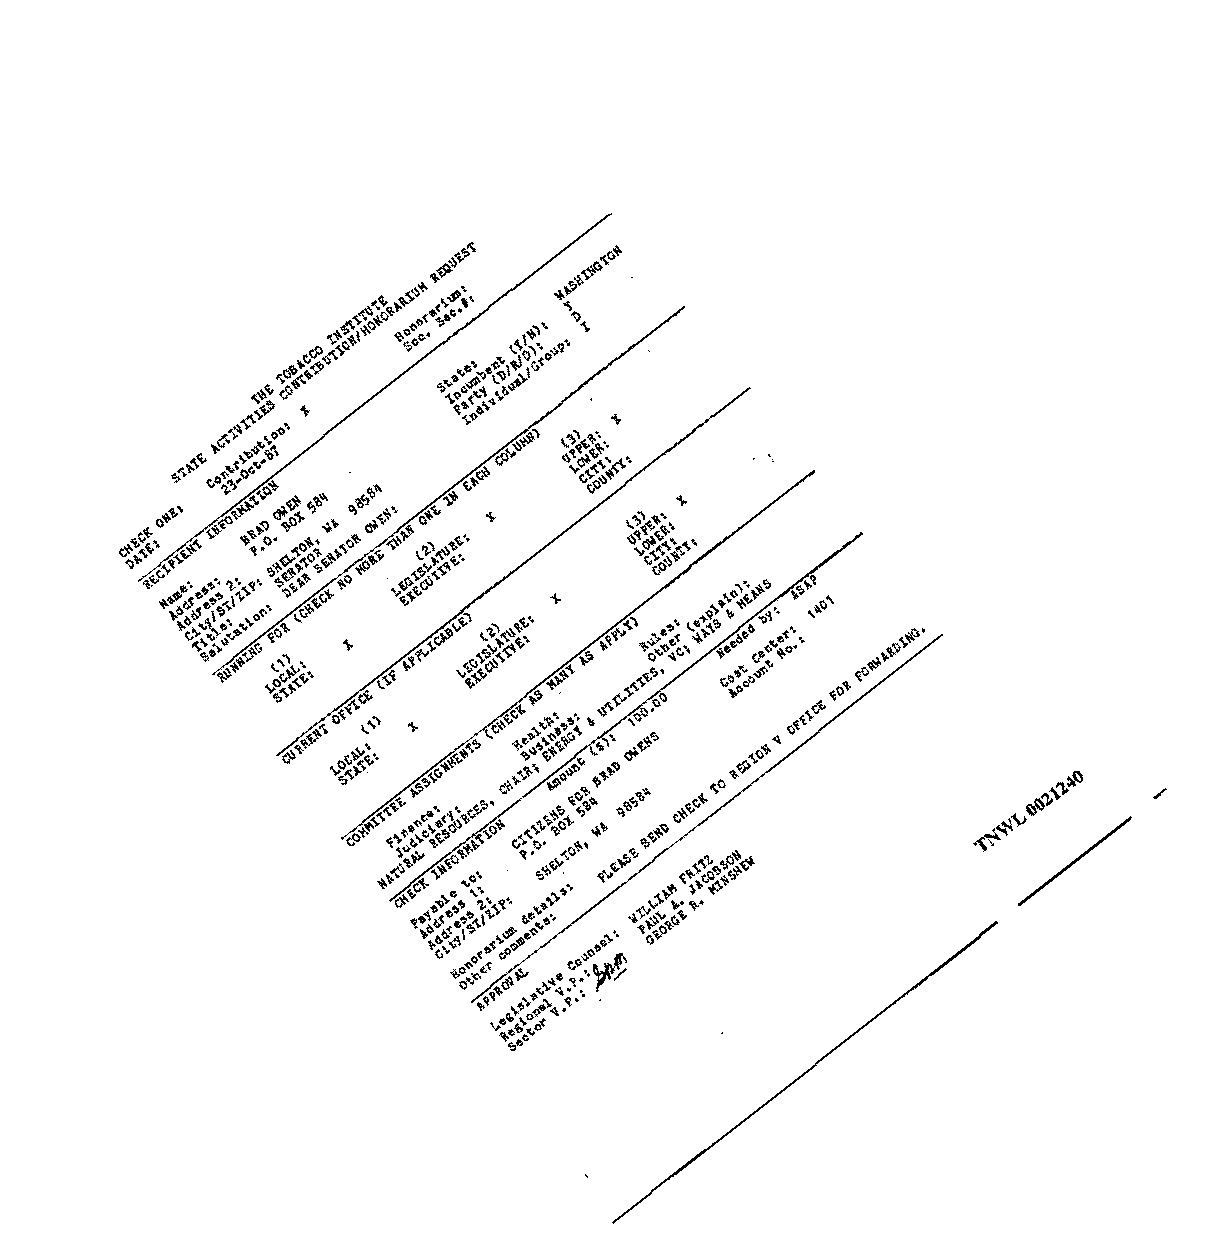 THE TOBACCO INSTITUTE
STATE ACTIVITIES CONTRIBUTION/HONORARIUM REQUEST
CHECK ONE: Contribution: X Honorarium:
DATE: 23-Oct-87 Soc. Sec.#:
RECIPIENT INFORMATION
Name: BRAD OWEN State: WASHINGTON
Address: P.O. BOX 584 Incumbent (Y/N): Y
Address 2: Party (D/R/O): D
City/ST/ZIP: SHELTON, WA 98584 Individual/Group: I
Title: SENATOR
Salutation: DEAR SENATOR OWEN:
RUNNING FOR (CHECK NO MORE THAN ONE IN EACH COLUMN)
(1) (2) (3)
LOCAL: LEGISLATURE: X UPPER: X
STATE: X EXECUTIVE: LOWER:
CITY:
COUNTY:
CURRENT OFFICE (IF APPLICABLE)
(1) (2) (3)
LOCAL: LEGISLATURE: X UPPER: X
STATE: X EXECUTIVE: LOWER:
CITY:
COUNTY:
COMMITTEE ASSIGNMENTS (CHECK AS MANY AS APPLY)
Finance: Health: Rules:
Judiciary: Business: Other (explain):
NATURAL RESOURCES, CHAIR; ENERGY & UTILITIES, VC; WAYS & MEANS
CHECK INFORMATION Amount ($): 100.00 Needed by: ASAP
Payable to: CITIZENS FOR BRAD OWENS
Address 1: P.O. BOX 584 Cost Center: 1401
Address 2: Account No.:
City/ST/ZIP: SHELTON, WA 98584
Honorarium details:
Other comments: PLEASE SEND CHECK TO REGION V OFFICE FOR FORWARDING.
APPROVAL
Legislative Counsel: WILLIAM FRITZ
Regional V.P.: PAUL A. JACOBSON
Sector V.P.: GEORGE R. MINSHEW
TNWL 0021240